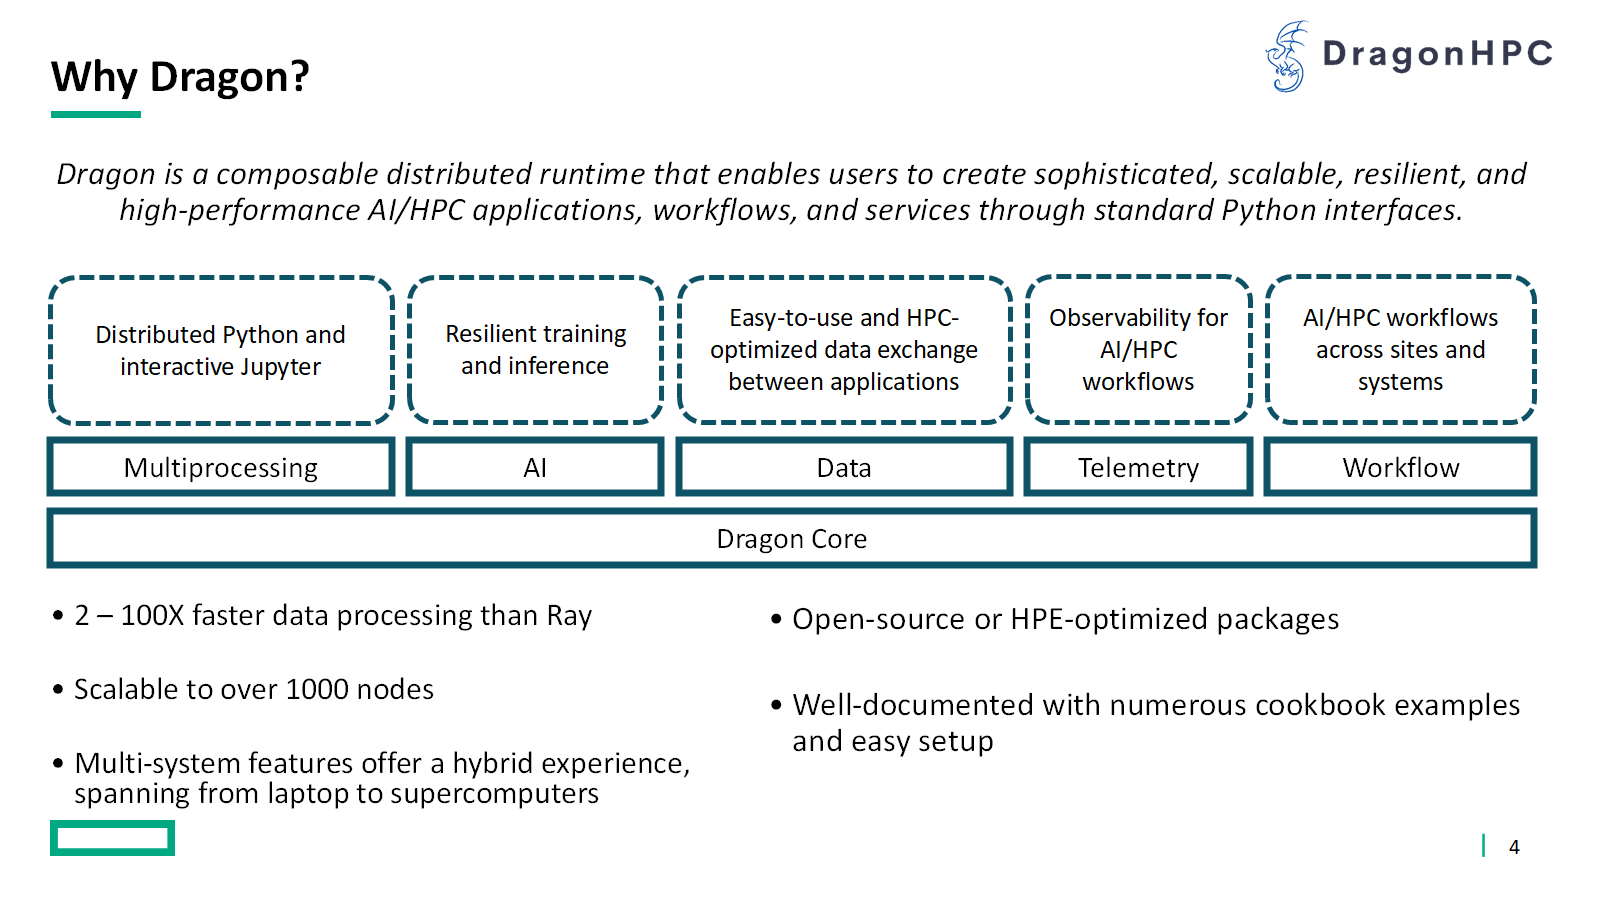 Why Dragon?
DragonHPC
Dragon is a composable distributed runtime that enables users to create sophisticated, scalable, resilient, and
high-performance AI/HPC applications, workflows, and services through standard Python interfaces.
Distributed Python and
interactive Jupyter
Resilient training
and inference
Easy-to-use and HPC-
optimized data exchange
between applications
Observability for
AI/HPC
workflows
AI/HPC workflows
across sites and
systems
Multiprocessing
AI
Data
Telemetry
Workflow
Dragon Core
• 2 – 100X faster data processing than Ray
• Scalable to over 1000 nodes
• Multi-system features offer a hybrid experience,
spanning from laptop to supercomputers
• Open-source or HPE-optimized packages
• Well-documented with numerous cookbook examples
and easy setup
4